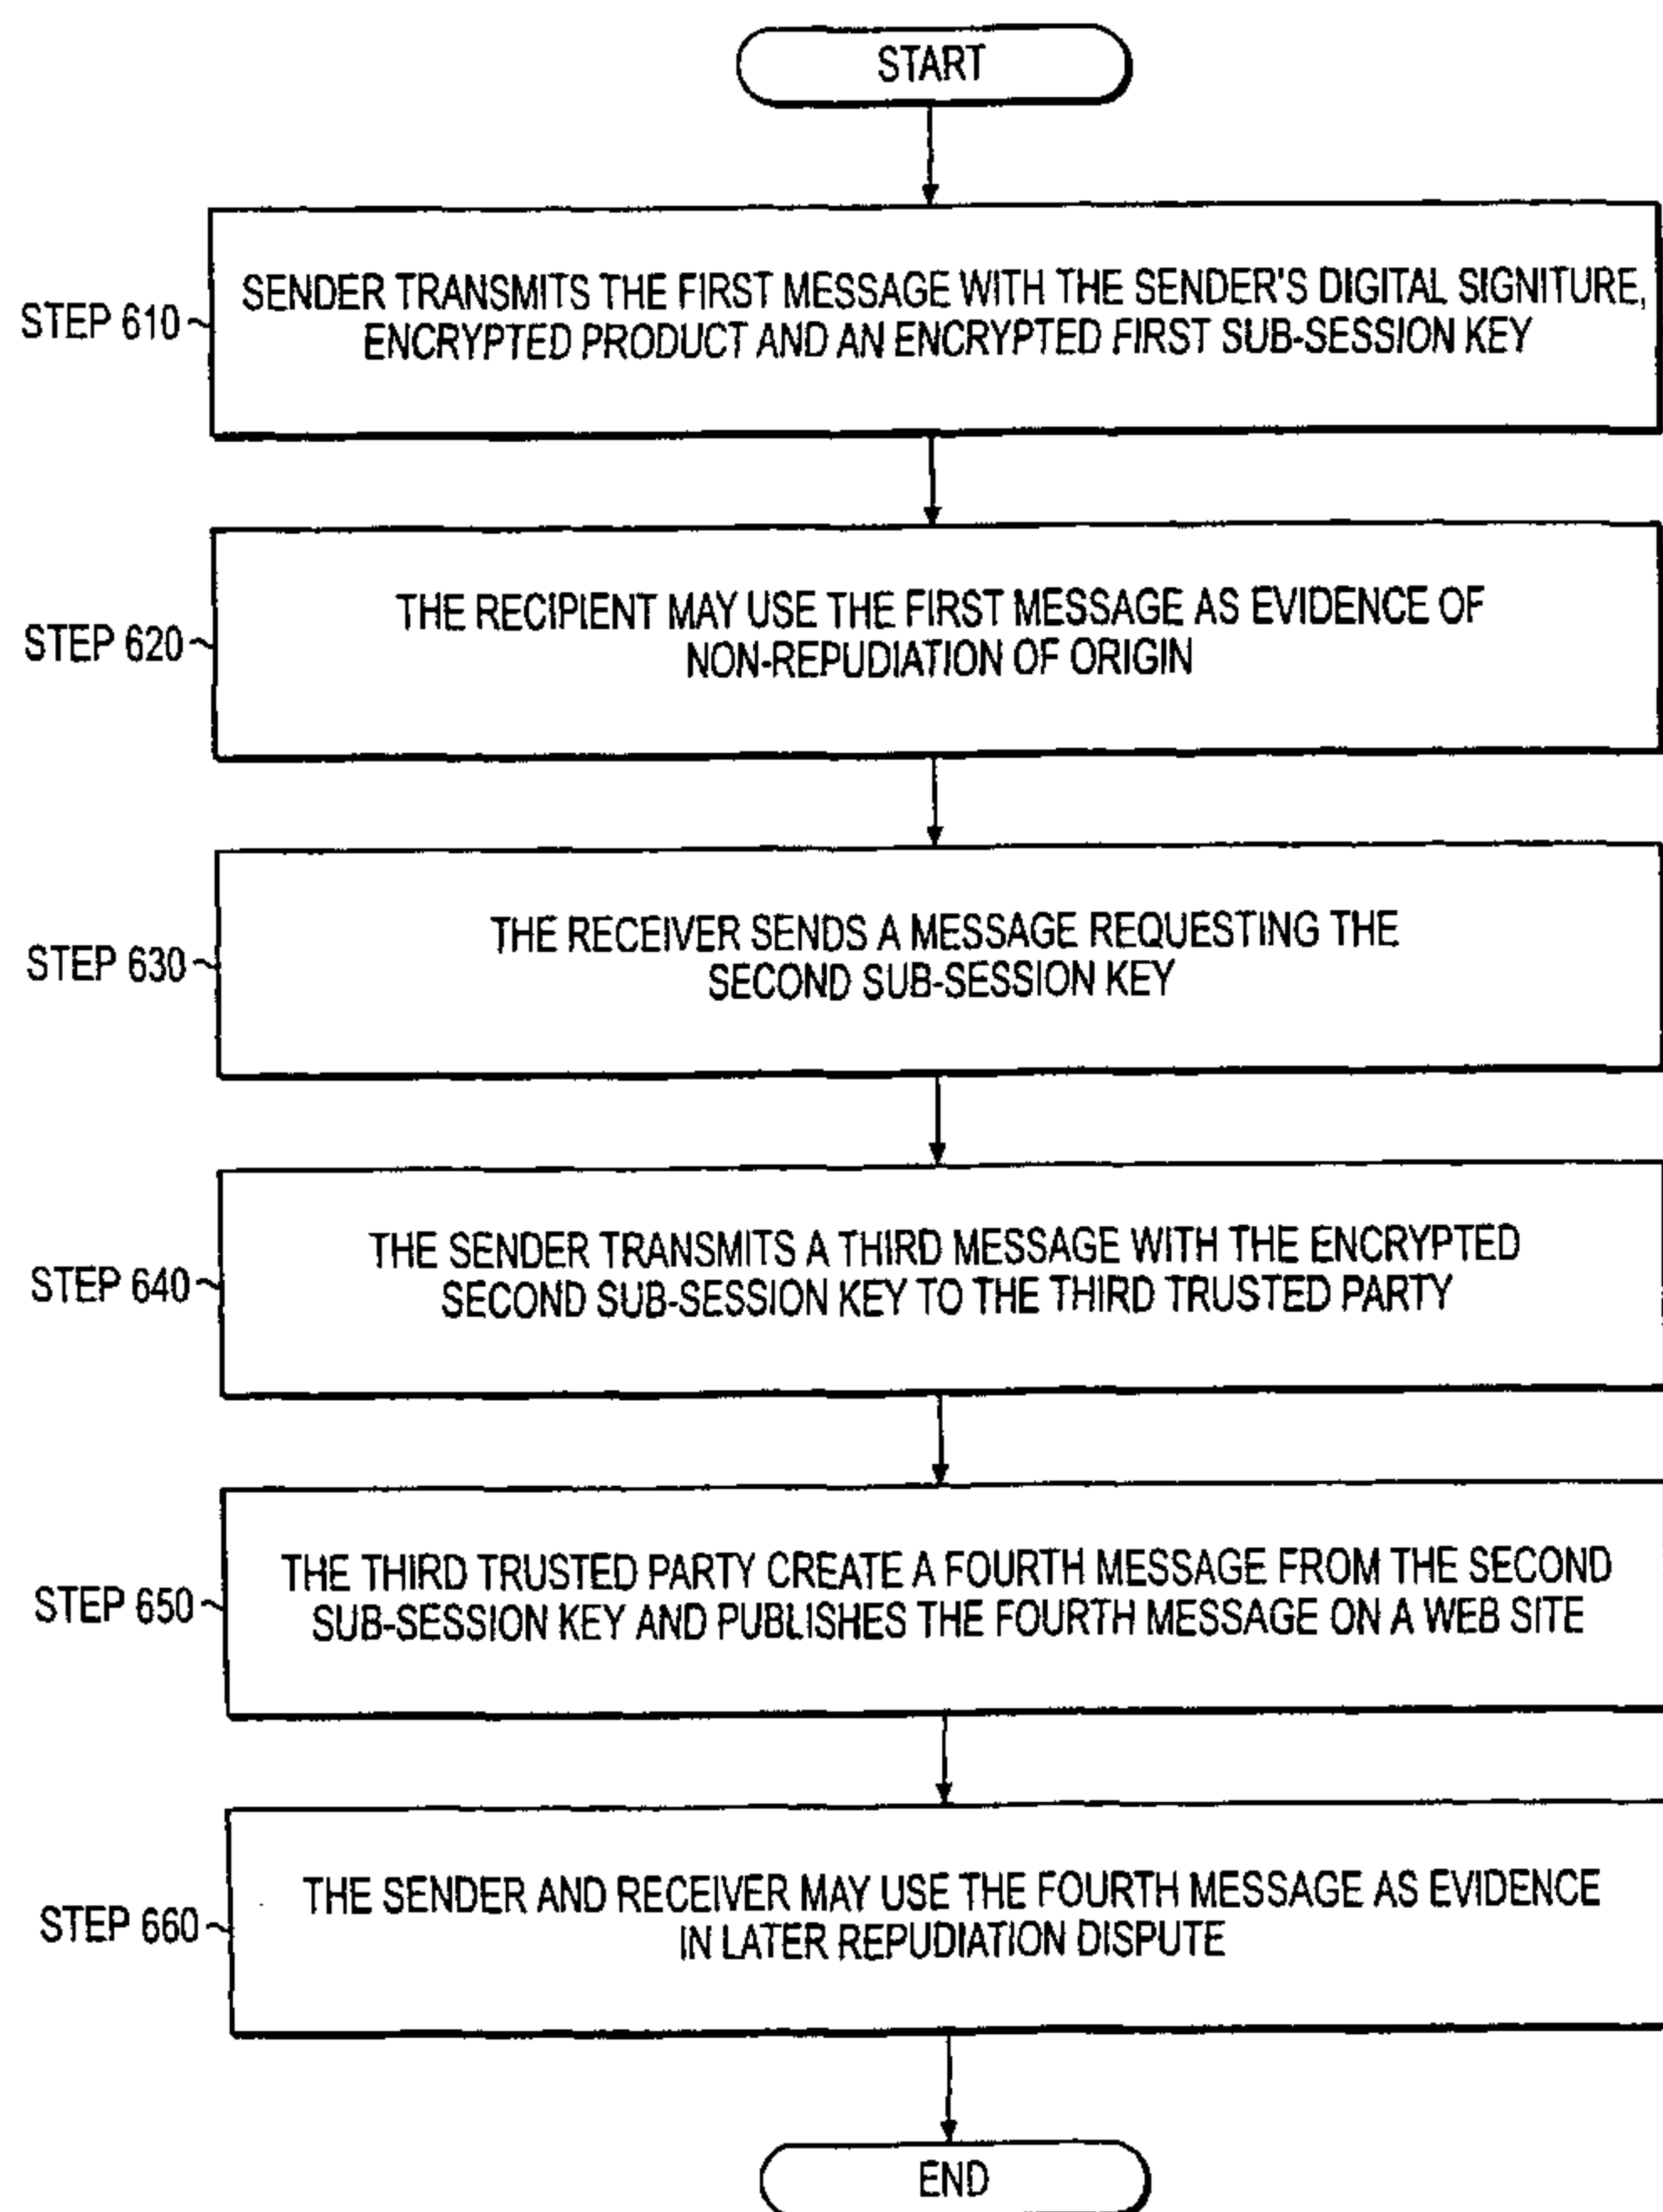 START
STEP 610
SENDER TRANSMITS THE FIRST MESSAGE WITH THE SENDER'S DIGITAL SIGNITURE,
ENCRYPTED PRODUCT AND AN ENCRYPTED FIRST SUB-SESSION KEY
STEP 620
THE RECIPIENT MAY USE THE FIRST MESSAGE AS EVIDENCE OF
NON-REPUDIATION OF ORIGIN
STEP 630
THE RECEIVER SENDS A MESSAGE REQUESTING THE
SECOND SUB-SESSION KEY
STEP 640
THE SENDER TRANSMITS A THIRD MESSAGE WITH THE ENCRYPTED
SECOND SUB-SESSION KEY TO THE THIRD TRUSTED PARTY
STEP 650
THE THIRD TRUSTED PARTY CREATE A FOURTH MESSAGE FROM THE SECOND
SUB-SESSION KEY AND PUBLISHES THE FOURTH MESSAGE ON A WEB SITE
STEP 660
THE SENDER AND RECEIVER MAY USE THE FOURTH MESSAGE AS EVIDENCE
IN LATER REPUDIATION DISPUTE
END